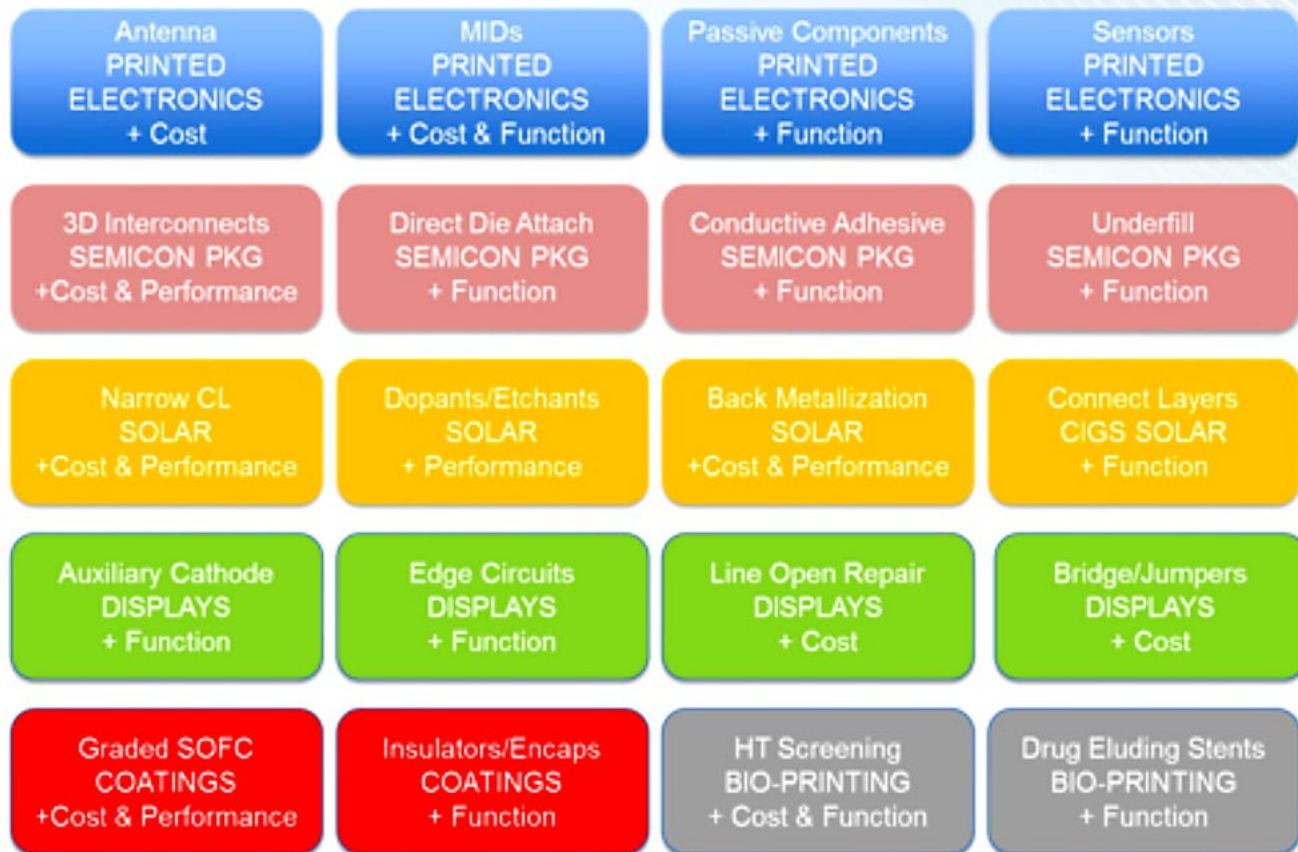 Antenna
PRINTED
ELECTRONICS
+ Cost
MIDs
PRINTED
ELECTRONICS
+ Cost & Function
Passive Components
PRINTED
ELECTRONICS
+ Function
Sensors
PRINTED
ELECTRONICS
+ Function
3D Interconnects
SEMICON PKG
+Cost & Performance
Direct Die Attach
SEMICON PKG
+ Function
Conductive Adhesive
SEMICON PKG
+ Function
Underfill
SEMICON PKG
+ Function
Narrow CL
SOLAR
+Cost & Performance
Dopants/Etchants
SOLAR
+ Performance
Back Metallization
SOLAR
+Cost & Performance
Connect Layers
CIGS SOLAR
+ Function
Auxiliary Cathode
DISPLAYS
+ Function
Edge Circuits
DISPLAYS
+ Function
Line Open Repair
DISPLAYS
+ Cost
Bridge/Jumpers
DISPLAYS
+ Cost
Graded SOFC
COATINGS
+Cost & Performance
Insulators/Encaps
COATINGS
+ Function
HT Screening
BIO-PRINTING
+ Cost & Function
Drug Eluding Stents
BIO-PRINTING
+ Function